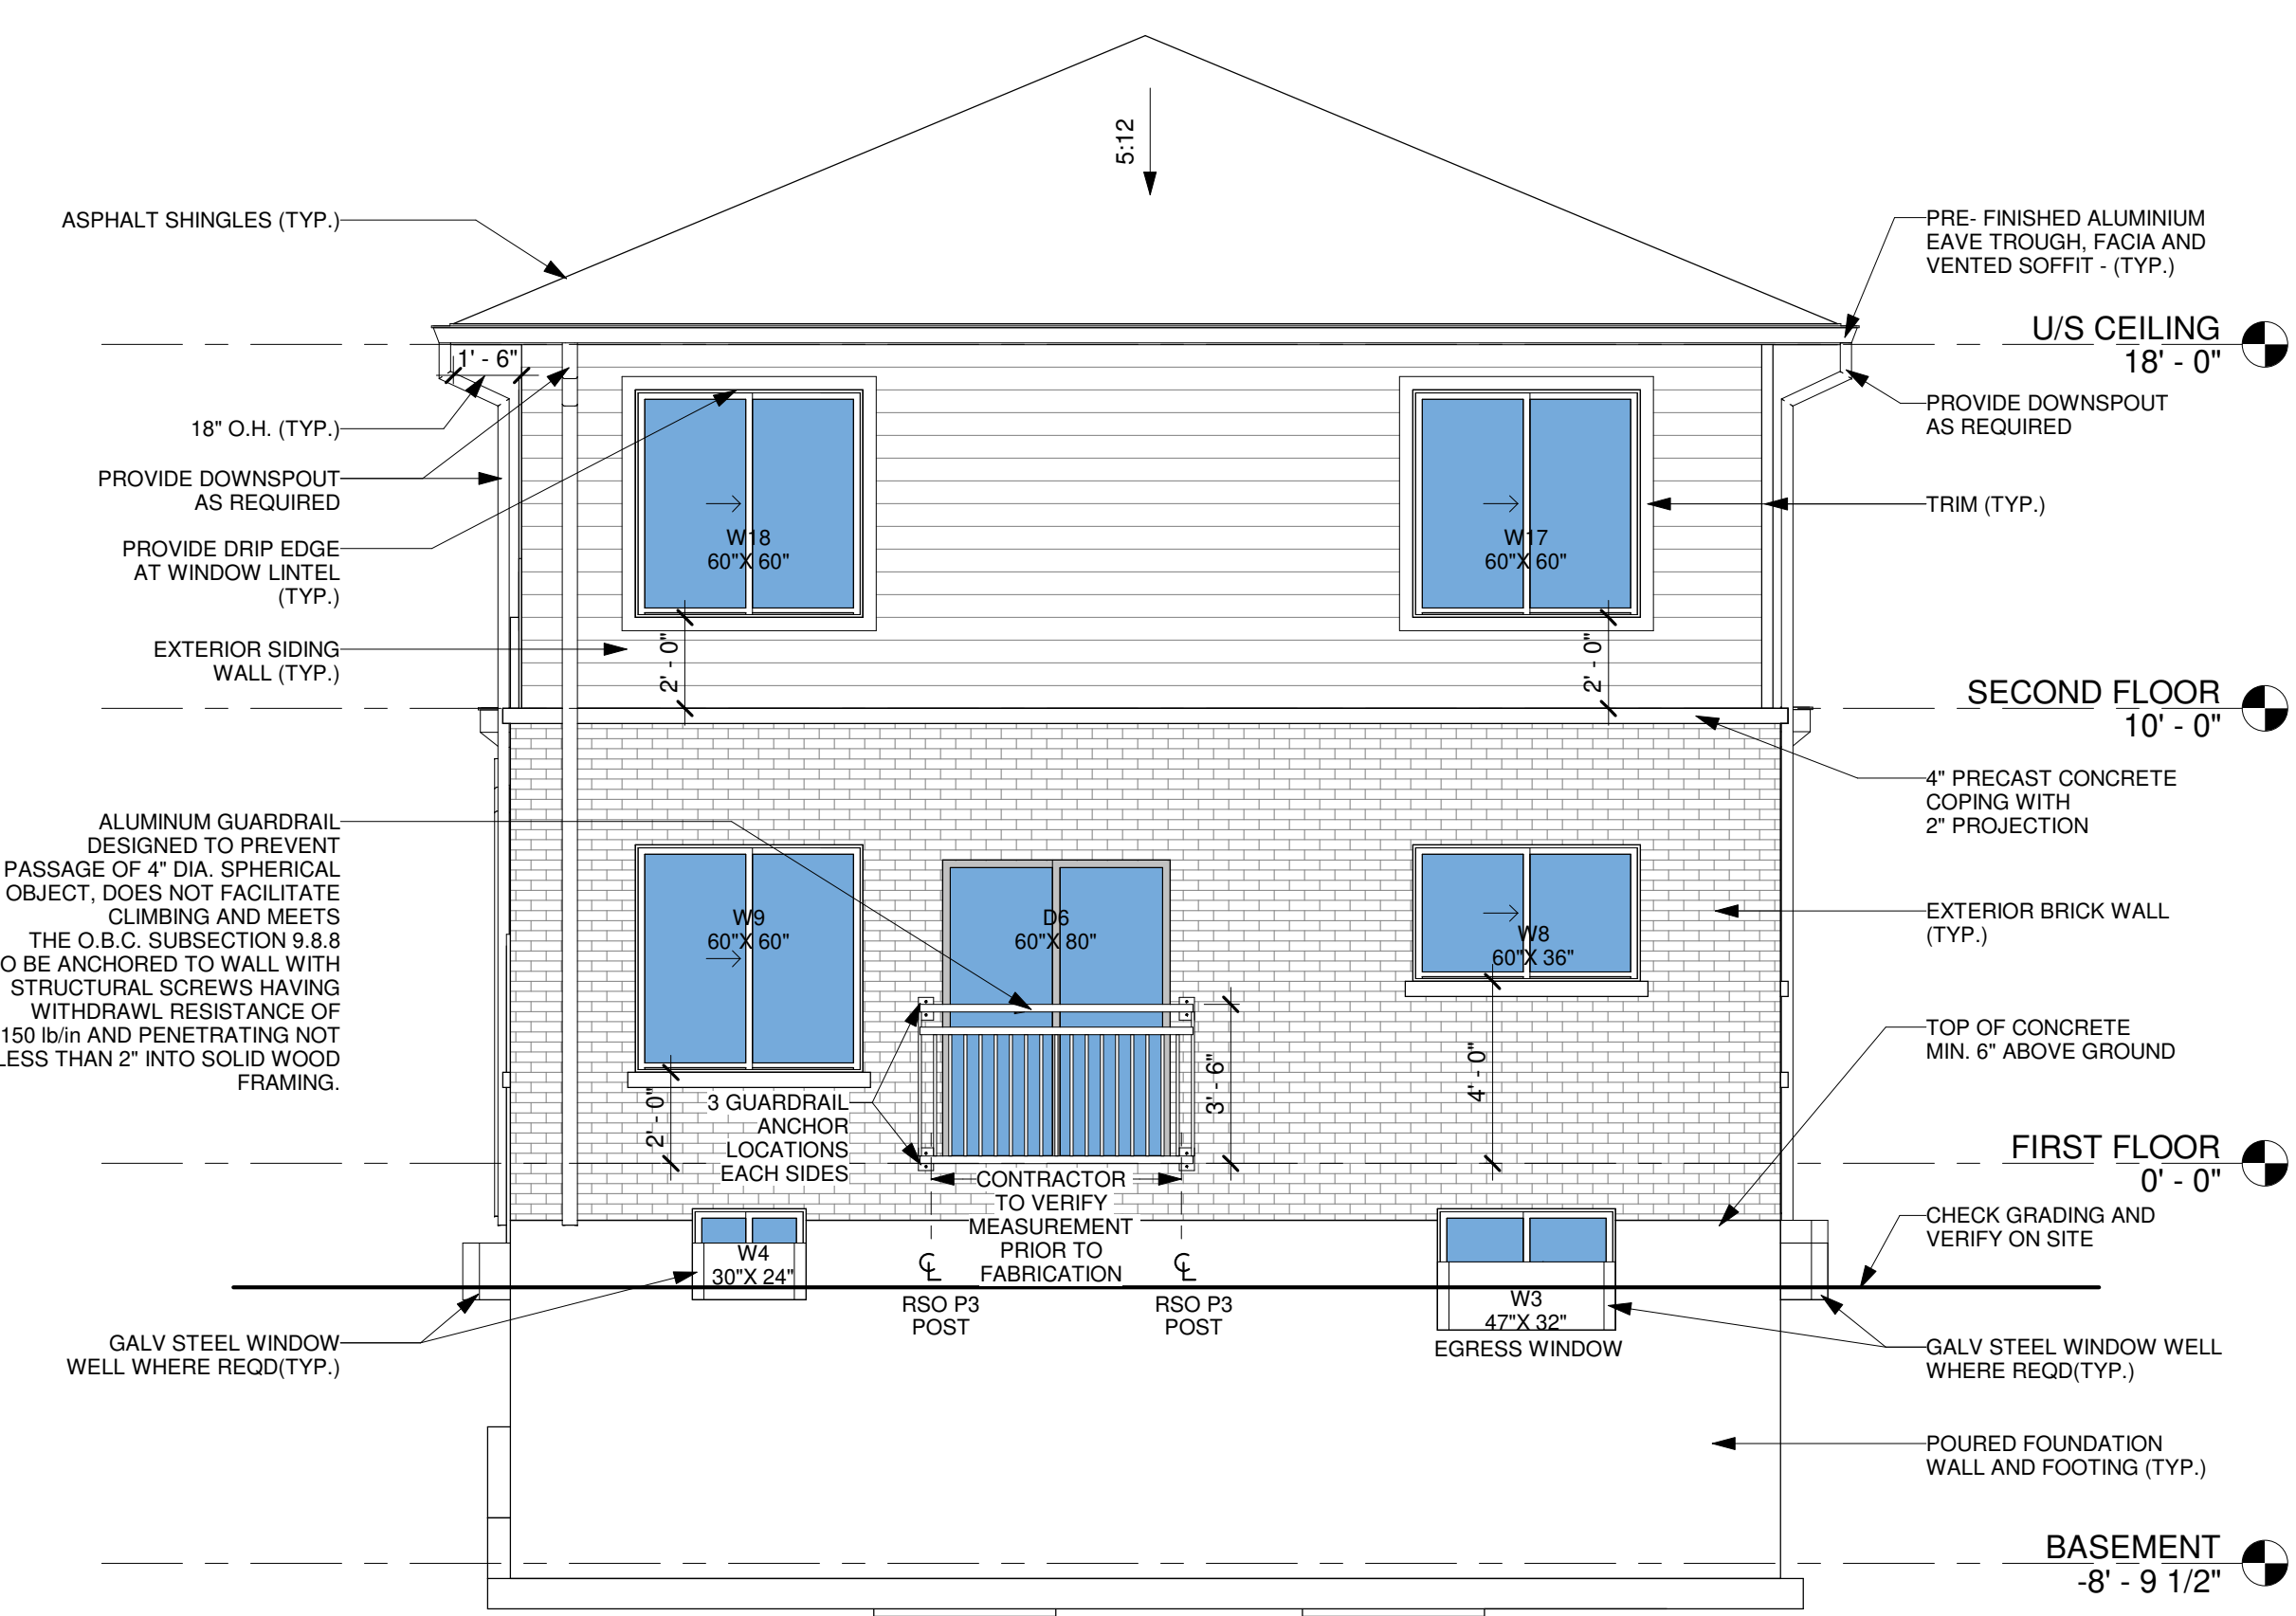 5:12
ASPHALT SHINGLES (TYP.)
1' - 6"
18" O.H. (TYP.)
PROVIDE DOWNSPOUT
AS REQUIRED
PROVIDE DRIP EDGE
AT WINDOW LINTEL
(TYP.)
EXTERIOR SIDING
WALL (TYP.)
ALUMINUM GUARDRAIL
DESIGNED TO PREVENT
PASSAGE OF 4" DIA. SPHERICAL
OBJECT, DOES NOT FACILITATE
CLIMBING AND MEETS
THE O.B.C. SUBSECTION 9.8.8
O BE ANCHORED TO WALL WITH
STRUCTURAL SCREWS HAVING
WITHDRAWL RESISTANCE OF
150 lb/in AND PENETRATING NOT
LESS THAN 2" INTO SOLID WOOD
FRAMING.
GALV STEEL WINDOW
WELL WHERE REQD(TYP.)
W18
60"X 60"
W17
60"X 60"
2' - 0"
2' - 0"
W9
60"X 60"
D6
60"X 80"
W8
60"X 36"
2' - 0"
3 GUARDRAIL
ANCHOR
LOCATIONS
EACH SIDES
3' - 6"
4' - 0"
CONTRACTOR
TO VERIFY
MEASUREMENT
PRIOR TO
FABRICATION
W4
30"X 24"
℄
RSO P3
POST
℄
RSO P3
POST
W3
47"X 32"
EGRESS WINDOW
PRE- FINISHED ALUMINIUM
EAVE TROUGH, FACIA AND
VENTED SOFFIT - (TYP.)
U/S CEILING
18' - 0"
PROVIDE DOWNSPOUT
AS REQUIRED
TRIM (TYP.)
SECOND FLOOR
10' - 0"
4" PRECAST CONCRETE
COPING WITH
2" PROJECTION
EXTERIOR BRICK WALL
(TYP.)
TOP OF CONCRETE
MIN. 6" ABOVE GROUND
FIRST FLOOR
0' - 0"
CHECK GRADING AND
VERIFY ON SITE
GALV STEEL WINDOW WELL
WHERE REQD(TYP.)
POURED FOUNDATION
WALL AND FOOTING (TYP.)
BASEMENT
-8' - 9 1/2"